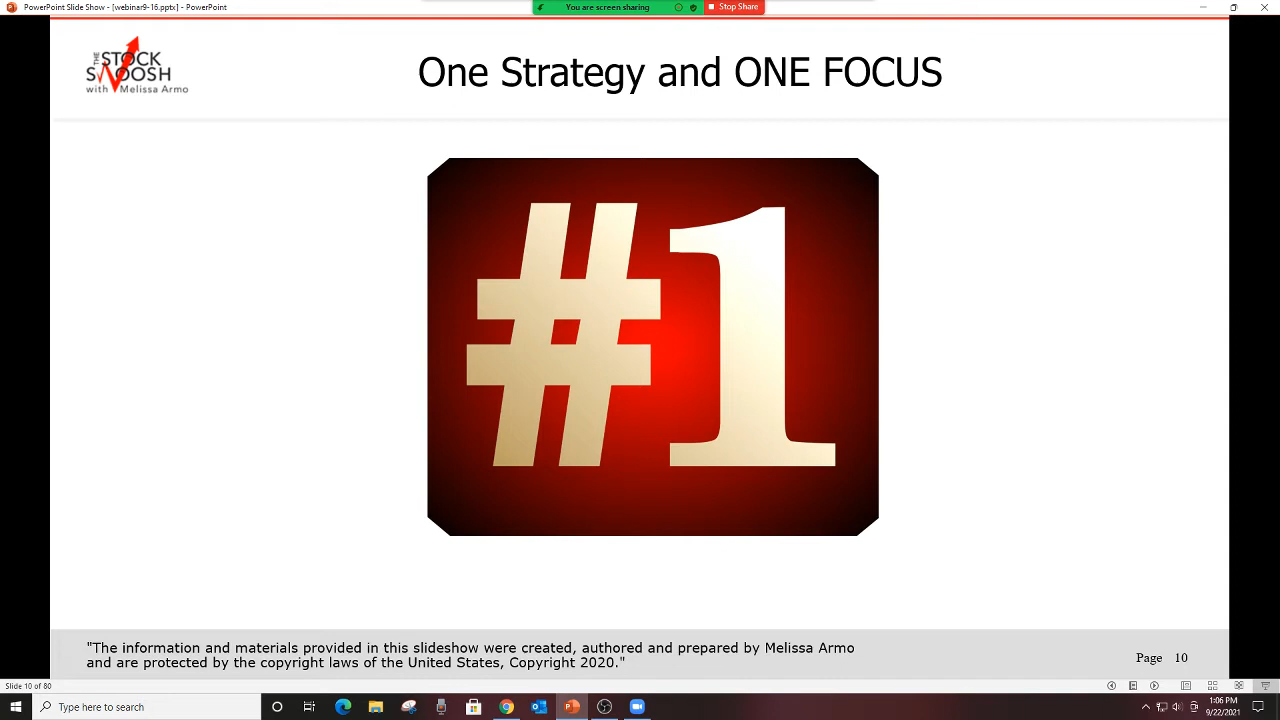 PowerPoint Slide Show - [webinar9-16.pptx] - PowerPoint
You are screen sharing
Stop Share
THE
STOCK
SWOOSH
with Melissa Armo
One Strategy and ONE FOCUS
#1
"The information and materials provided in this slideshow were created, authored and prepared by Melissa Armo
and are protected by the copyright laws of the United States, Copyright 2020."
Page 10
Slide 10 of 80
Type here to search
1:06 PM
9/22/2021